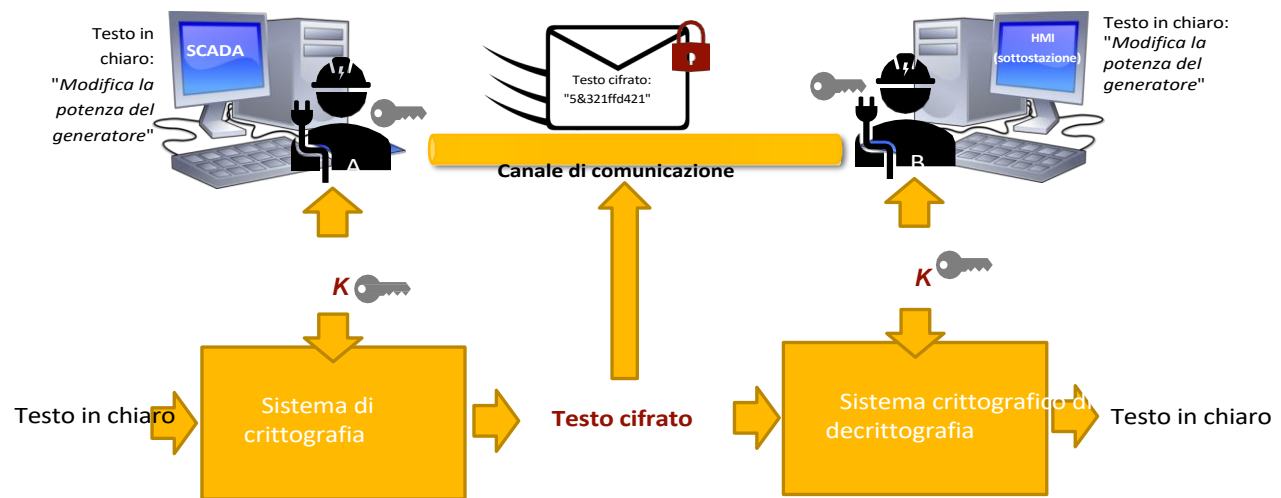 Testo in
chiaro:
"Modifica la
potenza del
generatore"
SCADA
A
Testo cifrato:
"5&321ffd421"
Canale di comunicazione
HMI
(sottostazione)
B
Testo in chiaro:
"Modifica la
potenza del
generatore"
K
K
Testo in chiaro
Sistema di
crittografia
Testo cifrato
Sistema crittografico di
decrittografia
Testo in chiaro